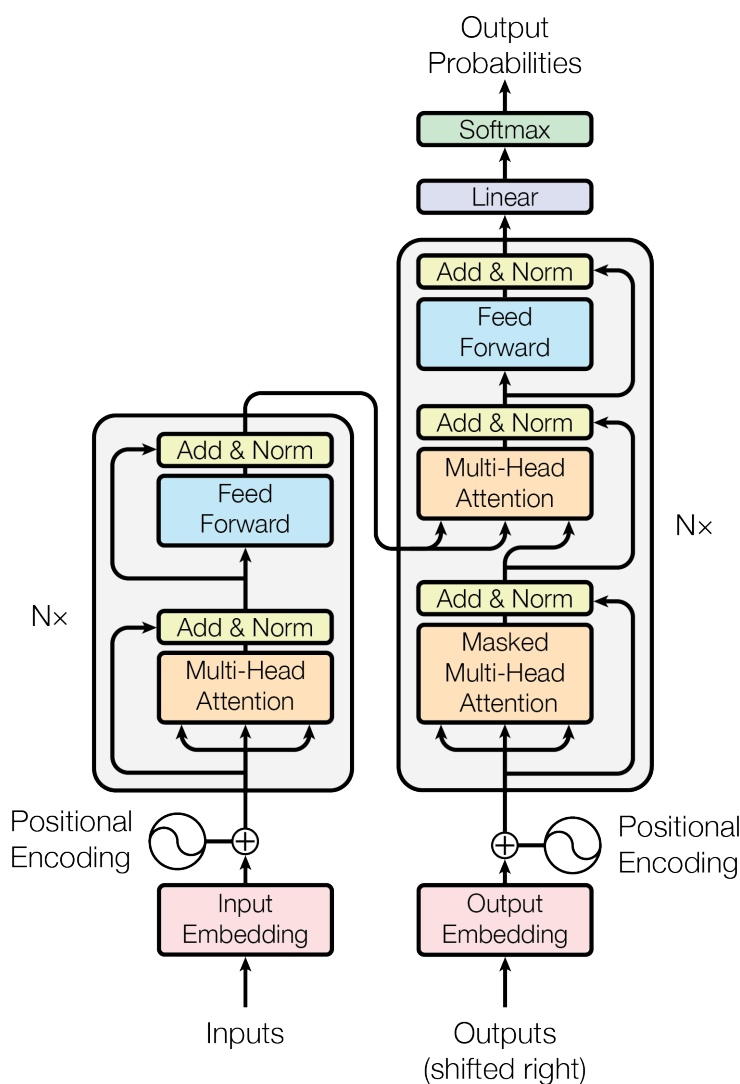 Output
Probabilities
Softmax
Linear
Add & Norm
Feed
Forward
Add & Norm
Multi-Head
Attention
Nx
Add & Norm
Masked
Multi-Head
Attention
Add & Norm
Feed
Forward
Nx
Add & Norm
Multi-Head
Attention
Positional
Encoding
Positional
Encoding
Input
Embedding
Output
Embedding
Inputs
Outputs
(shifted right)